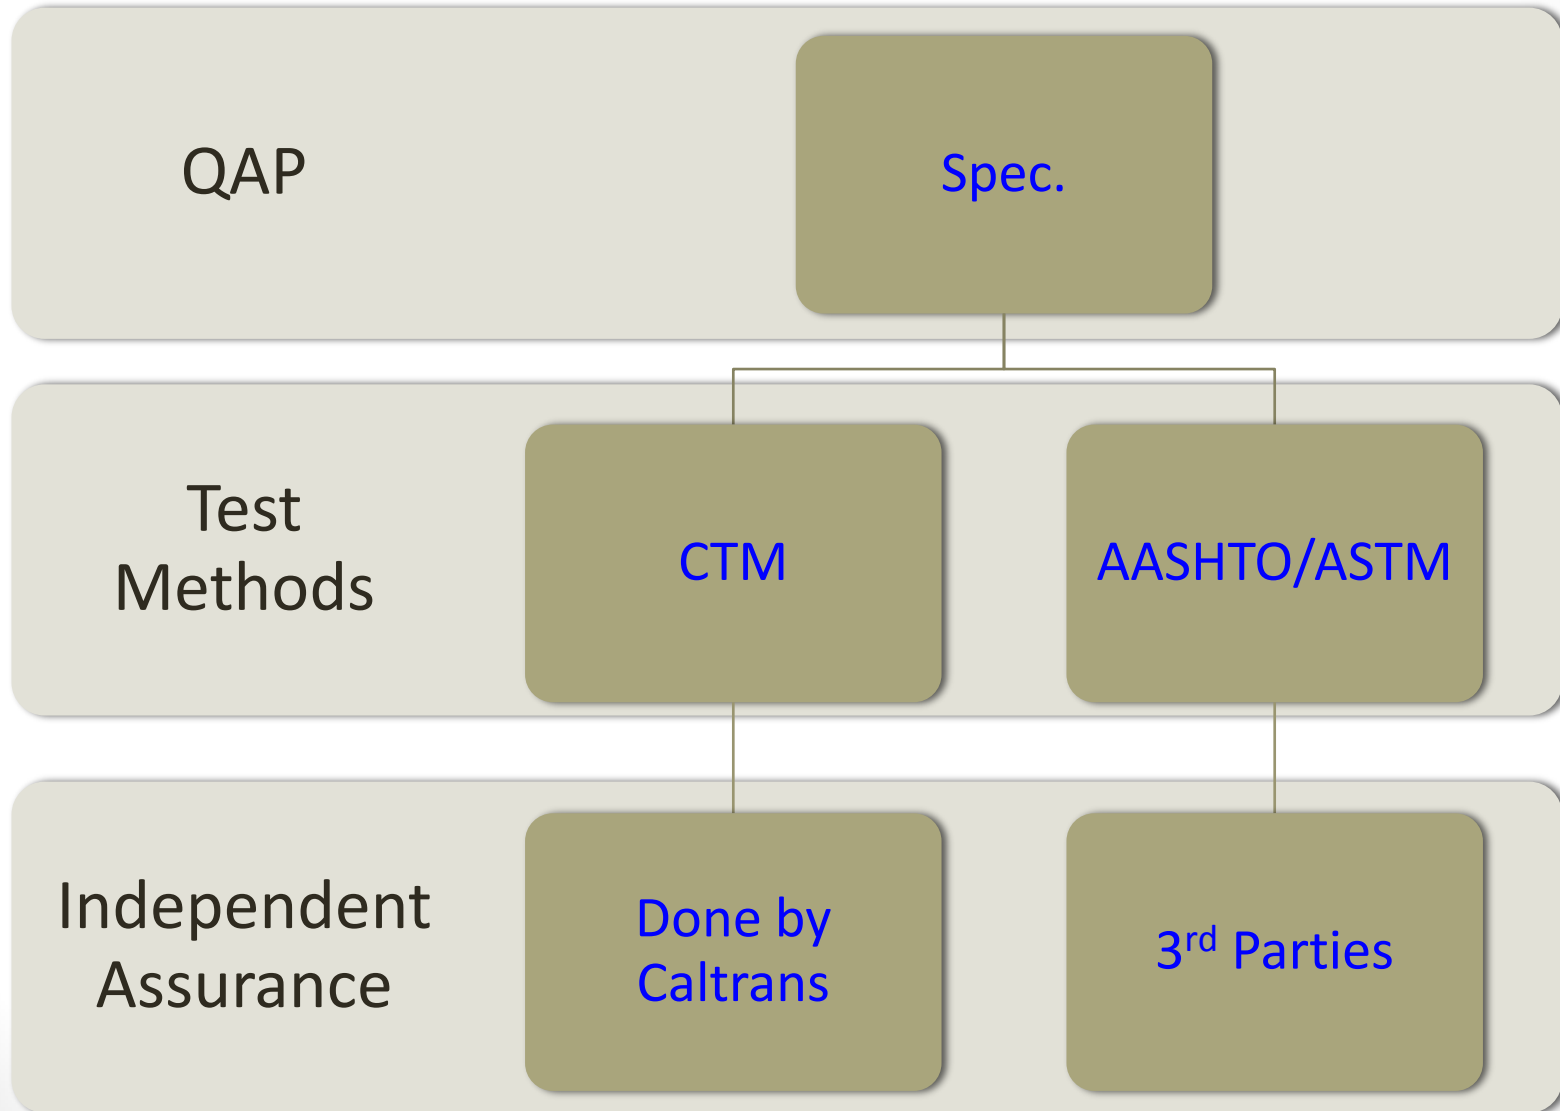 QAP
Spec.
Test
Methods
CTM
AASHTO/ASTM
Independent
Assurance
Done by
Caltrans
3rd Parties